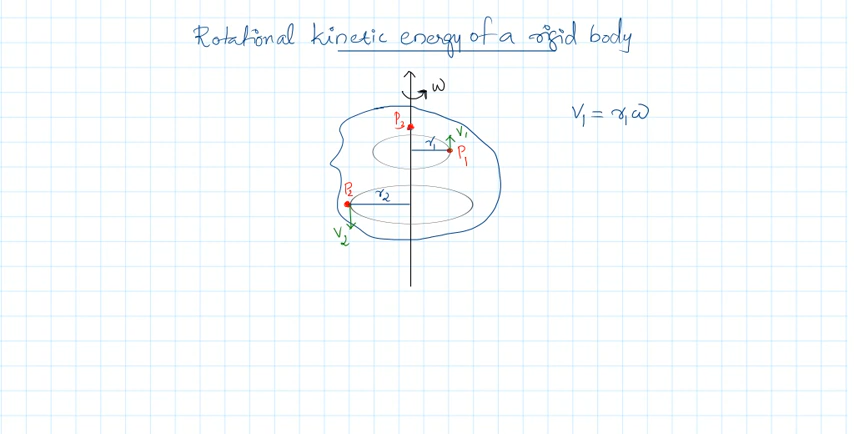 Rotational kinetic energy of a rigid body
ω
P₃
V₁ = r₁ω
r₁
V₁
P₁
P₂
r₂
V₂